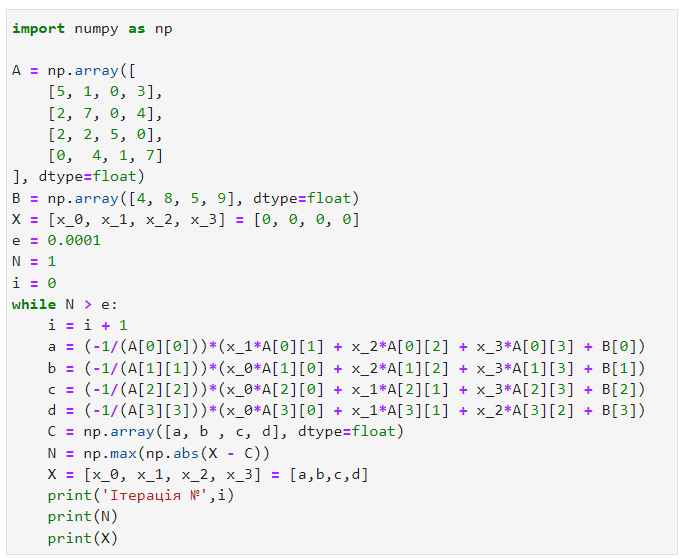 import numpy as np
A = np.array([
    [5, 1, 0, 3],
    [2, 7, 0, 4],
    [2, 2, 5, 0],
    [0,  4, 1, 7]
], dtype=float)
B = np.array([4, 8, 5, 9], dtype=float)
X = [x_0, x_1, x_2, x_3] = [0, 0, 0, 0]
e = 0.0001
N = 1
i = 0
while N > e:
    i = i + 1
    a = (-1/(A[0][0]))*(x_1*A[0][1] + x_2*A[0][2] + x_3*A[0][3] + B[0])
    b = (-1/(A[1][1]))*(x_0*A[1][0] + x_2*A[1][2] + x_3*A[1][3] + B[1])
    c = (-1/(A[2][2]))*(x_0*A[2][0] + x_1*A[2][1] + x_3*A[2][3] + B[2])
    d = (-1/(A[3][3]))*(x_0*A[3][0] + x_1*A[3][1] + x_2*A[3][2] + B[3])
    C = np.array([a, b , c, d], dtype=float)
    N = np.max(np.abs(X - C))
    X = [x_0, x_1, x_2, x_3] = [a,b,c,d]
    print('Ітерація №',i)
    print(N)
    print(X)